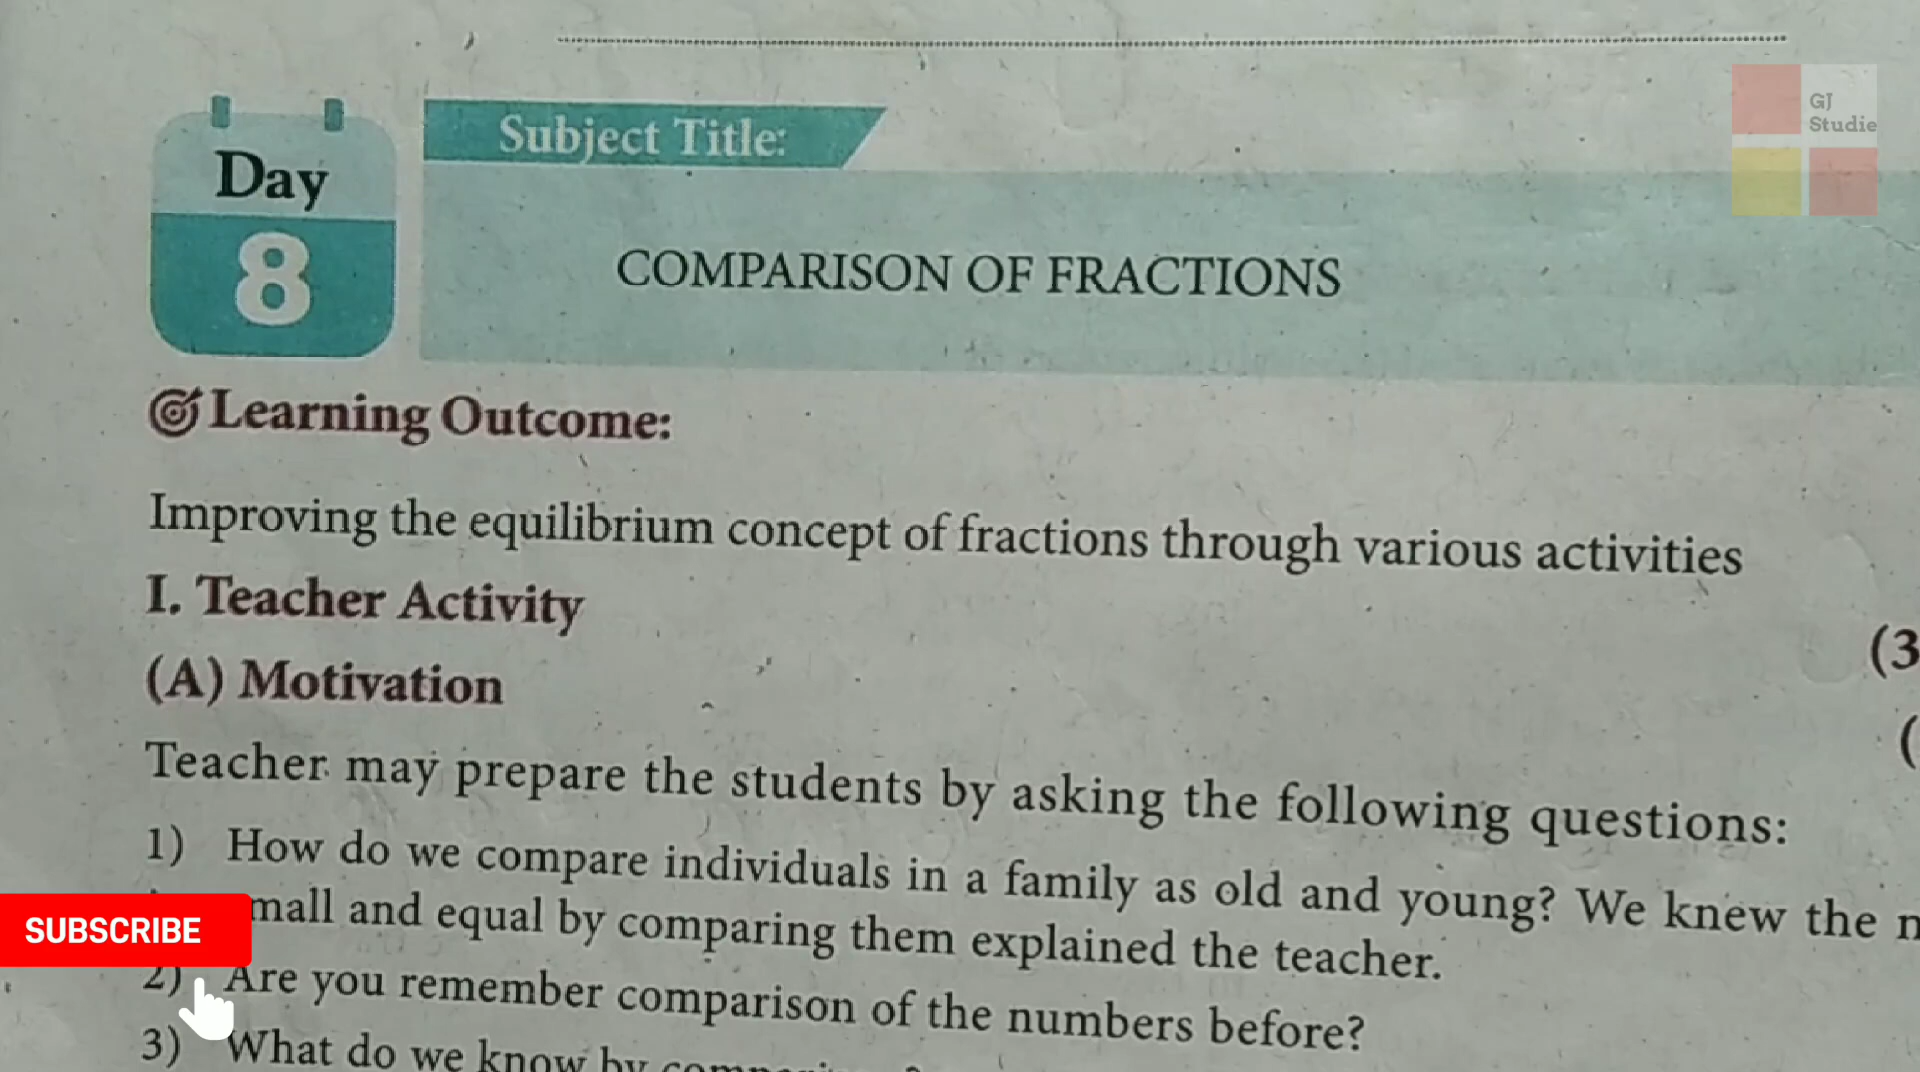 GJ
Studie
Day
8
Subject Title:
COMPARISON OF FRACTIONS
Learning Outcome:
Improving the equilibrium concept of fractions through various activities
I. Teacher Activity
(3
(A) Motivation
(
Teacher may prepare the students by asking the following questions:
1) How do we compare individuals in a family as old and young? We knew the
mall and equal by comparing them explained the teacher.
SUBSCRIBE
2) Are you remember comparison of the numbers before?
3) What do we know by